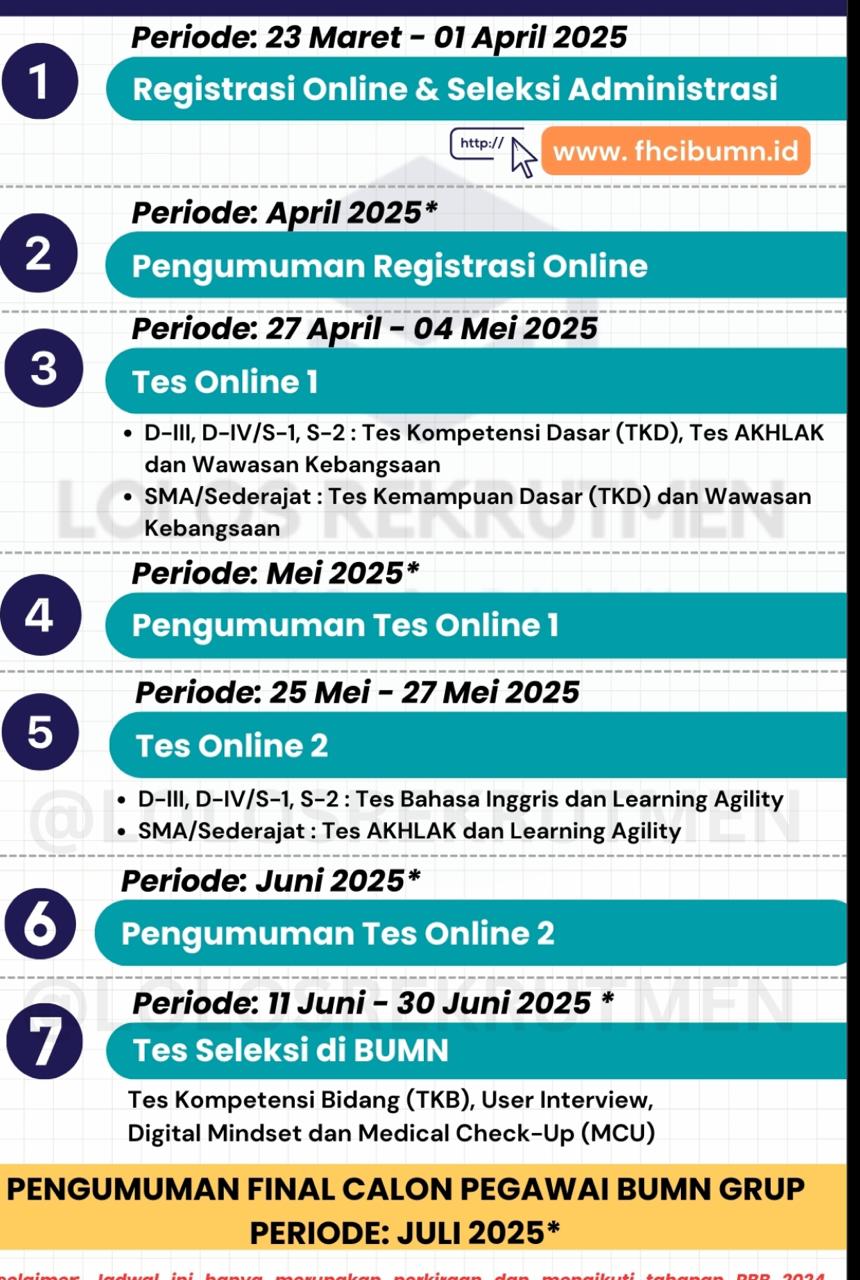 Periode: 23 Maret - 01 April 2025
1
Registrasi Online & Seleksi Administrasi
http://
www. fhcibumn.id
Periode: April 2025*
2
Pengumuman Registrasi Online
Periode: 27 April - 04 Mei 2025
3
Tes Online 1
• D-III, D-IV/S-1, S-2 : Tes Kompetensi Dasar (TKD), Tes AKHLAK
dan Wawasan Kebangsaan
• SMA/Sederajat : Tes Kemampuan Dasar (TKD) dan Wawasan
Kebangsaan
LOLOS REKRUTMEN
Periode: Mei 2025*
4
Pengumuman Tes Online 1
Periode: 25 Mei - 27 Mei 2025
5
Tes Online 2
• D-III, D-IV/S-1, S-2 : Tes Bahasa Inggris dan Learning Agility
• SMA/Sederajat : Tes AKHLAK dan Learning Agility
@LOLOSREKRUTMEN
Periode: Juni 2025*
6
Pengumuman Tes Online 2
@LOLOSREKRUTMEN
Periode: 11 Juni - 30 Juni 2025 *
7
Tes Seleksi di BUMN
Tes Kompetensi Bidang (TKB), User Interview,
Digital Mindset dan Medical Check-Up (MCU)
PENGUMUMAN FINAL CALON PEGAWAI BUMN GRUP
PERIODE: JULI 2025*
Jadwal ini hanya merupakan perkiraan dan mengikuti tahapan RBB 2024